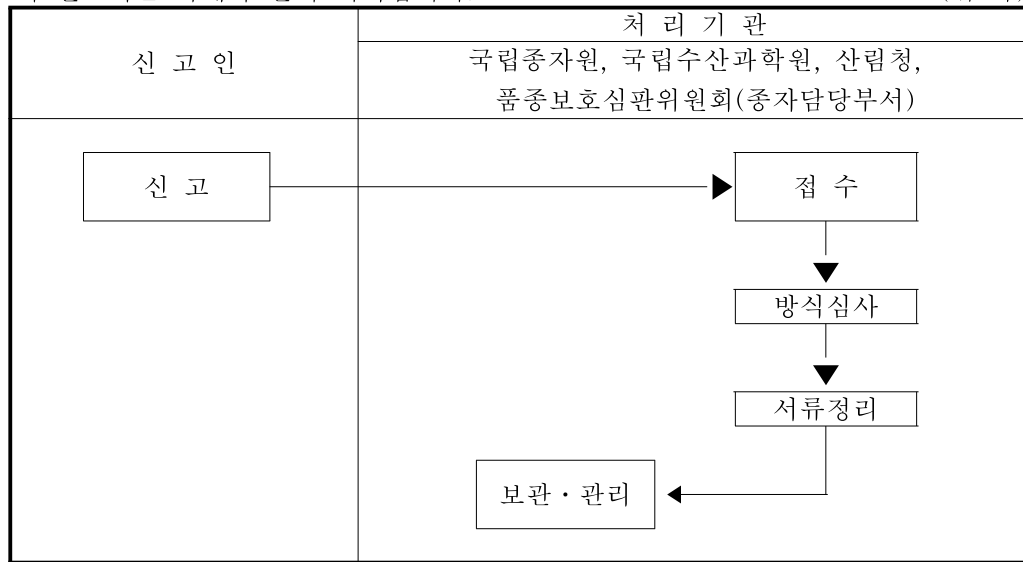 처 리 기 관
신 고 인
국립종자원, 국립수산과학원, 산림청,
품종보호심판위원회(종자담당부서)
신 고
접 수
방식심사
서류정리
보관·관리